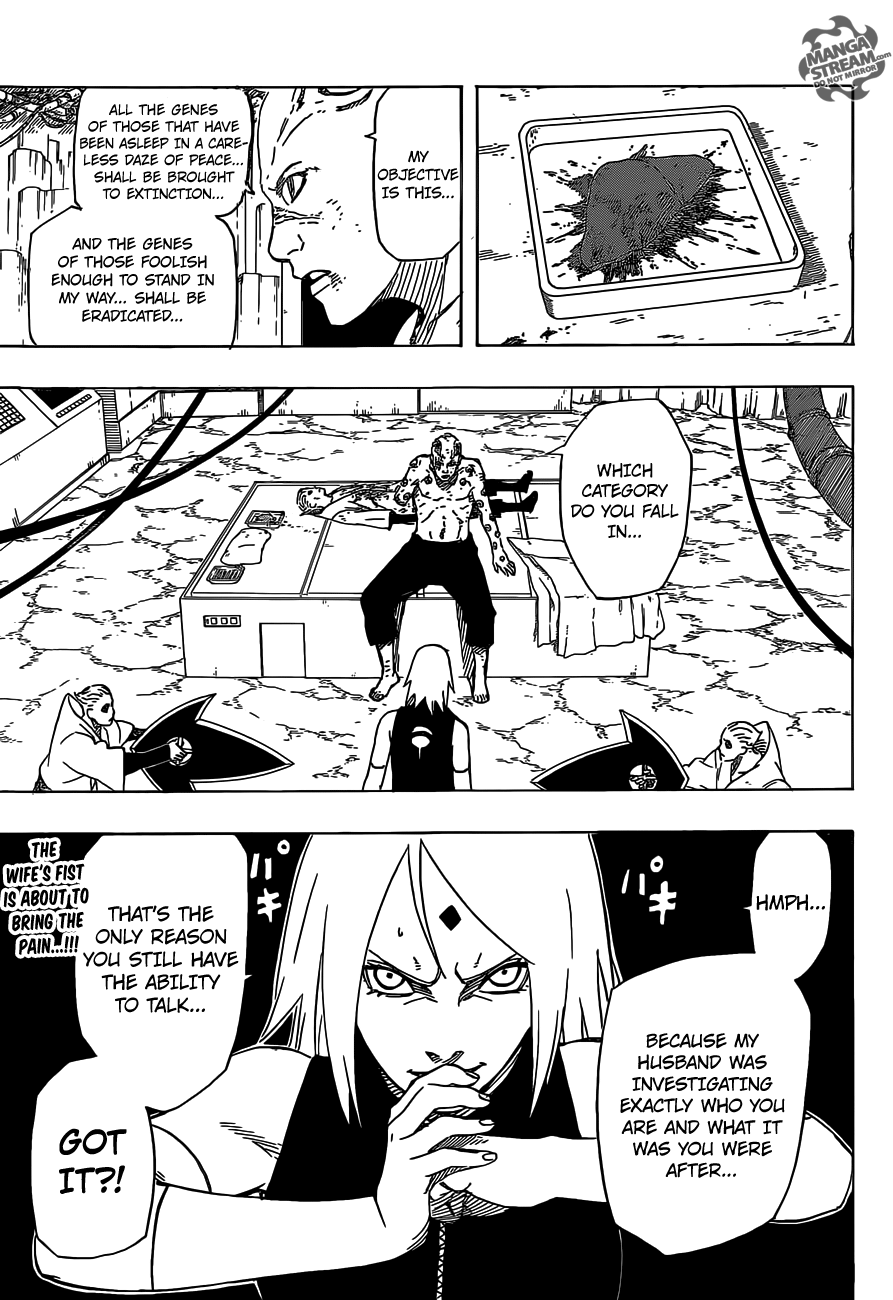 MANGA
STREAM.com
DO NOT MIRROR
MY
OBJECTIVE
IS THIS...
ALL THE GENES
OF THOSE THAT HAVE
BEEN ASLEEP IN A CARE-
LESS DAZE OF PEACE...
SHALL BE BROUGHT
TO EXTINCTION...
AND THE GENES
OF THOSE FOOLISH
ENOUGH TO STAND IN
MY WAY... SHALL BE
ERADICATED...
WHICH
CATEGORY
DO YOU FALL
IN...
HMPH...
BECAUSE MY
HUSBAND WAS
INVESTIGATING
EXACTLY WHO YOU
ARE AND WHAT IT
WAS YOU WERE
AFTER...
パキ
パキ
THAT'S THE
ONLY REASON
YOU STILL HAVE
THE ABILITY
TO TALK...
GOT
IT?!
THE
WIFE'S FIST
IS ABOUT TO
BRING THE
PAIN...!!!